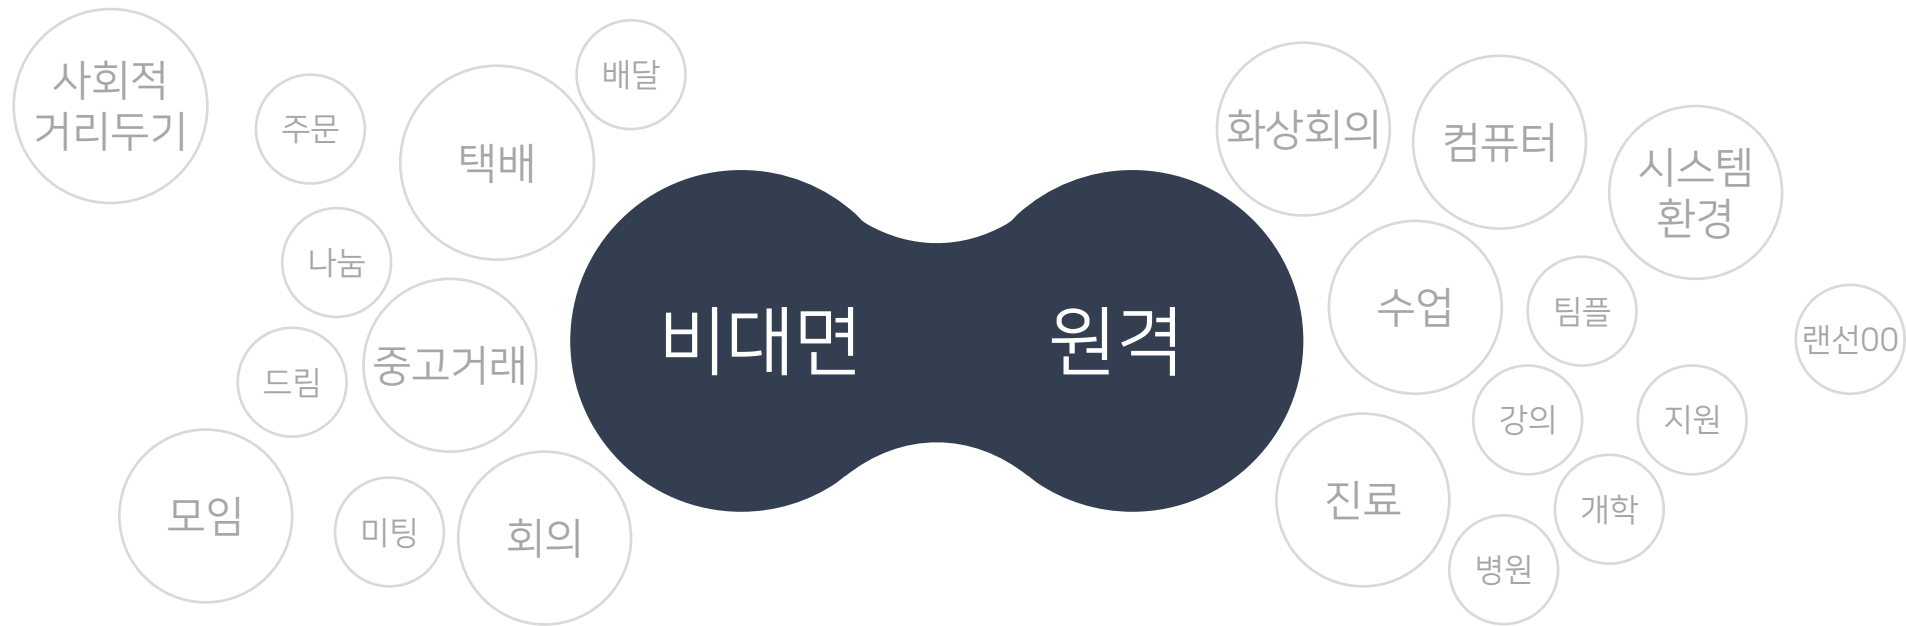 사회적
거리두기
주문
택배
배달
나눔
드림
중고거래
모임
미팅
회의
비대면
원격
화상회의
컴퓨터
시스템
환경
수업
팀플
랜선00
강의
지원
진료
개학
병원